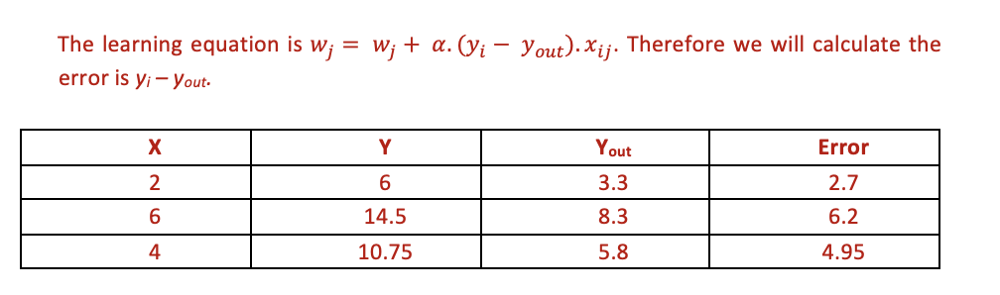 The learning equation is wⱼ = wⱼ + α. (yᵢ − yₒᵤₜ). xᵢⱼ. Therefore we will calculate the
error is yᵢ − yₒᵤₜ.
X Y Yₒᵤₜ Error
2 6 3.3 2.7
6 14.5 8.3 6.2
4 10.75 5.8 4.95